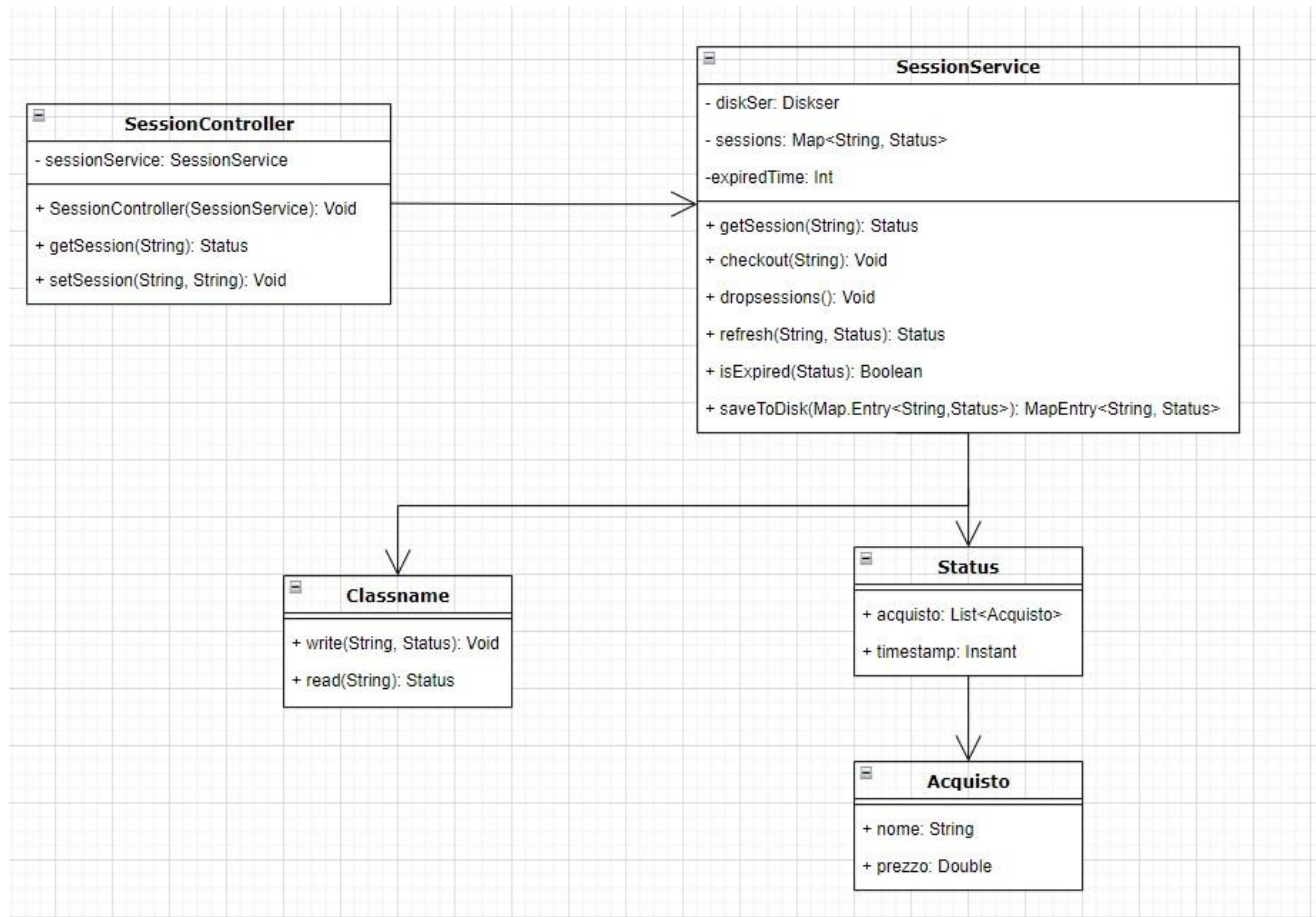 SessionController
- sessionService: SessionService
+ SessionController(SessionService): Void
+ getSession(String): Status
+ setSession(String, String): Void
SessionService
- diskSer: Diskser
- sessions: Map<String, Status>
-expiredTime: Int
+ getSession(String): Status
+ checkout(String): Void
+ dropsessions(): Void
+ refresh(String, Status): Status
+ isExpired(Status): Boolean
+ saveToDisk(Map.Entry<String,Status>): MapEntry<String, Status>
Classname
+ write(String, Status): Void
+ read(String): Status
Status
+ acquisto: List<Acquisto>
+ timestamp: Instant
Acquisto
+ nome: String
+ prezzo: Double